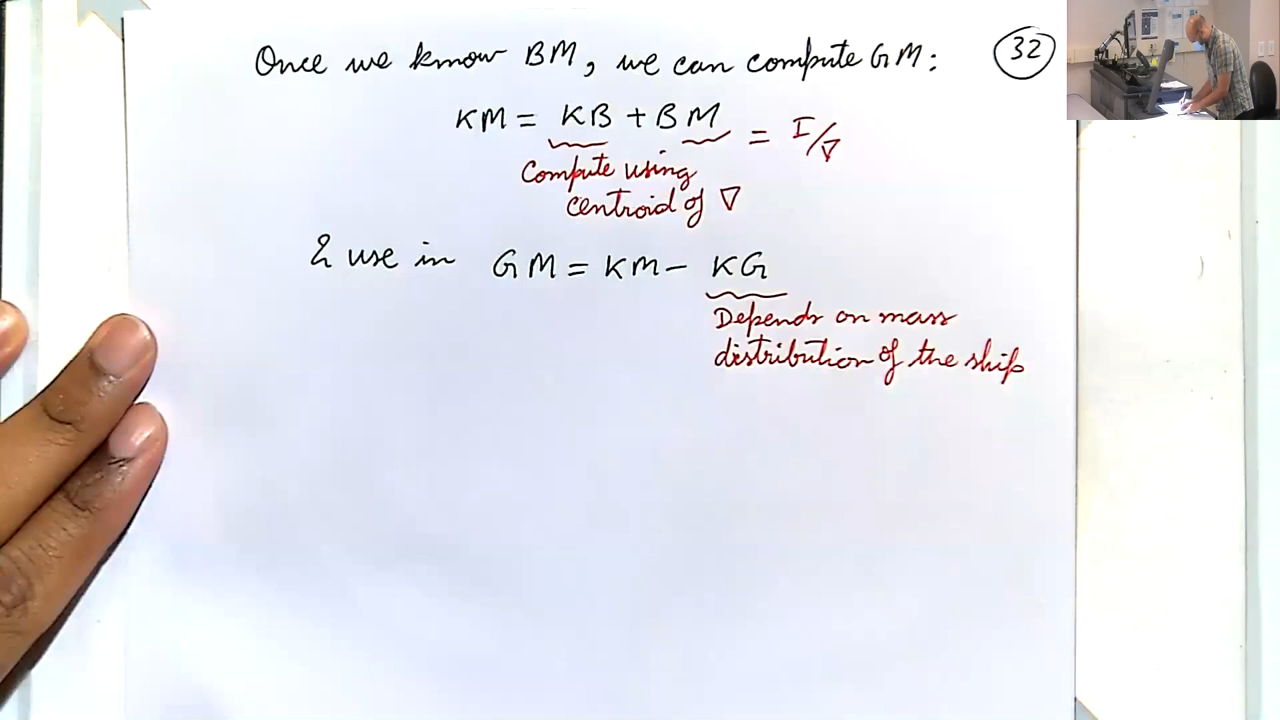 Once we know BM, we can compute GM:
32
KM = KB + BM = I/∇
Compute using
centroid of ∇
& use in GM = KM - KG
Depends on mass
distribution of the ship